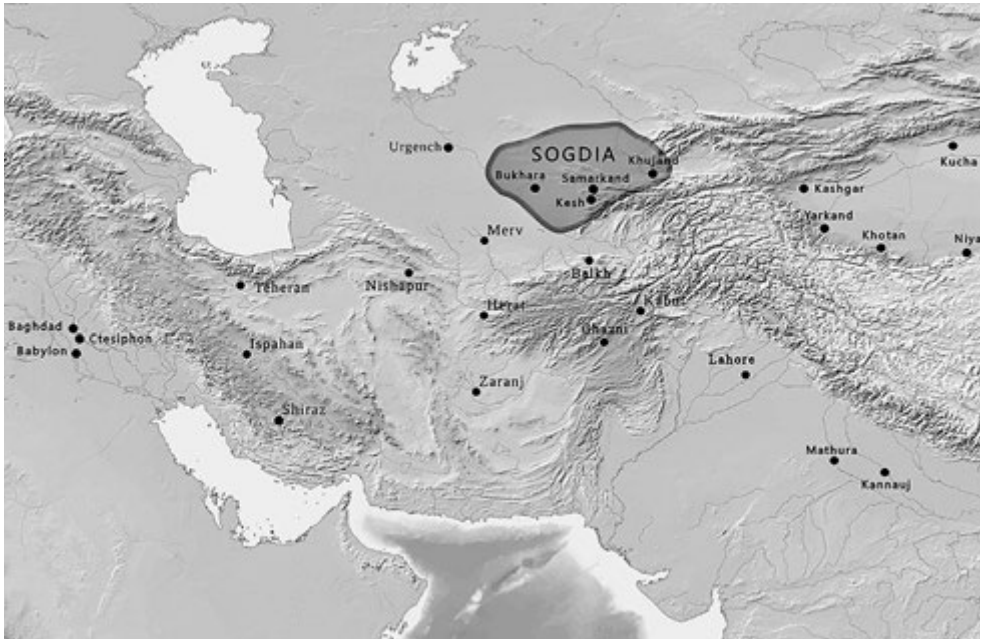 Urgench
SOGDIA
Khujand
Kucha
Bukhara
Samarkand
Kesh
Kashgar
Yarkand
Khotan
Niya
Merv
Balkh
Teheran
Nishapur
Herat
Kabul
Ghazni
Baghdad
Ctesiphon
Babylon
Ispahan
Lahore
Zaranj
Shiraz
Mathura
Kannauj